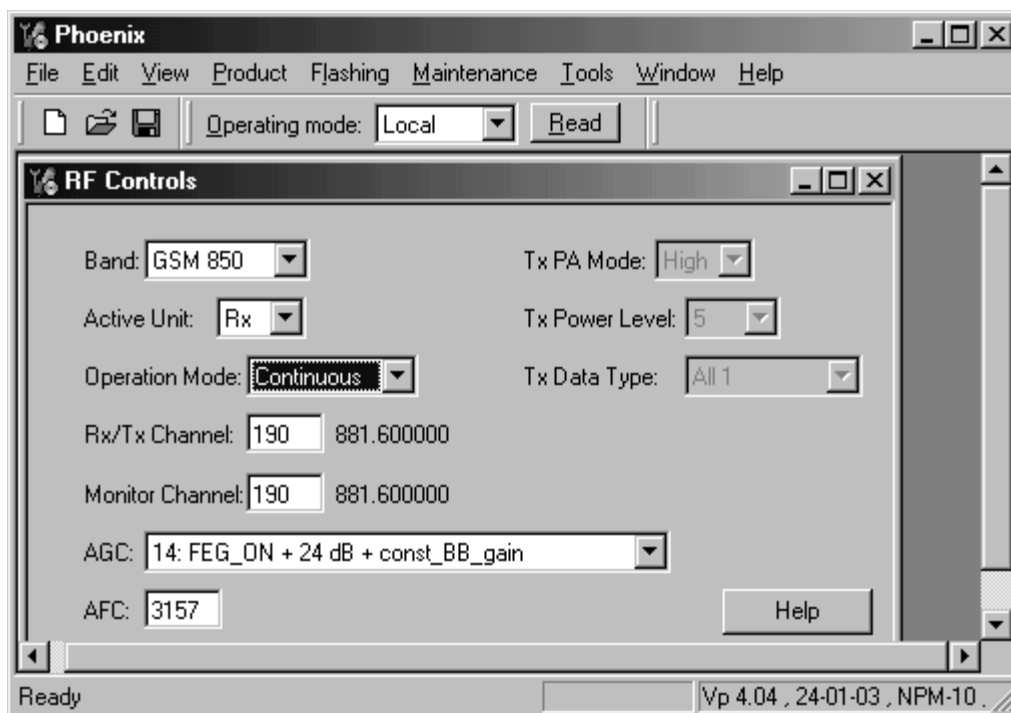 Phoenix
File Edit View Product Flashing Maintenance Tools Window Help
Operating mode: Local Read
RF Controls
Band: GSM 850 Tx PA Mode: High
Active Unit: Rx Tx Power Level: 5
Operation Mode: Continuous Tx Data Type: All 1
Rx/Tx Channel: 190 881.600000
Monitor Channel: 190 881.600000
AGC: 14: FEG_ON + 24 dB + const_BB_gain
AFC: 3157 Help
Ready Vp 4.04 , 24-01-03 , NPM-10 .